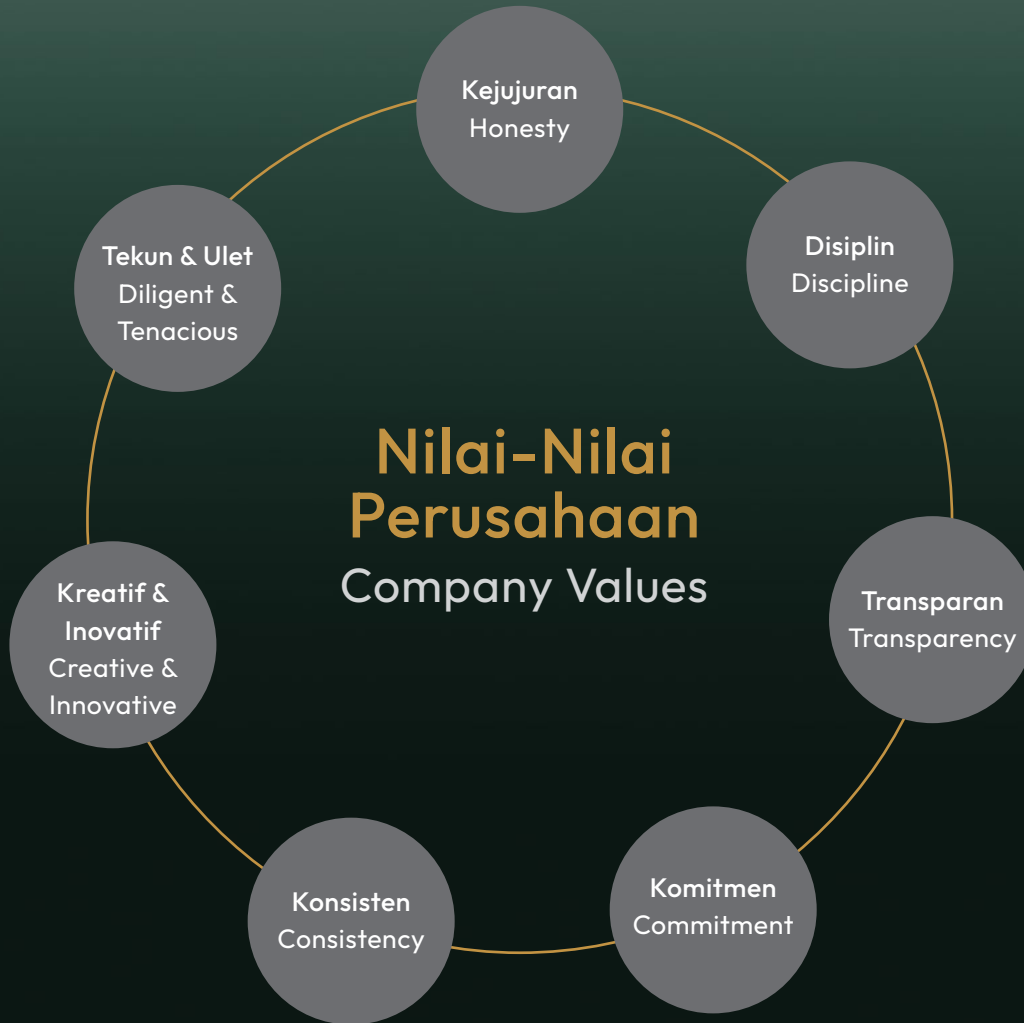 Nilai-Nilai
Perusahaan
Company Values
Kejujuran
Honesty
Disiplin
Discipline
Transparan
Transparency
Komitmen
Commitment
Konsisten
Consistency
Kreatif &
Inovatif
Creative &
Innovative
Tekun & Ulet
Diligent &
Tenacious